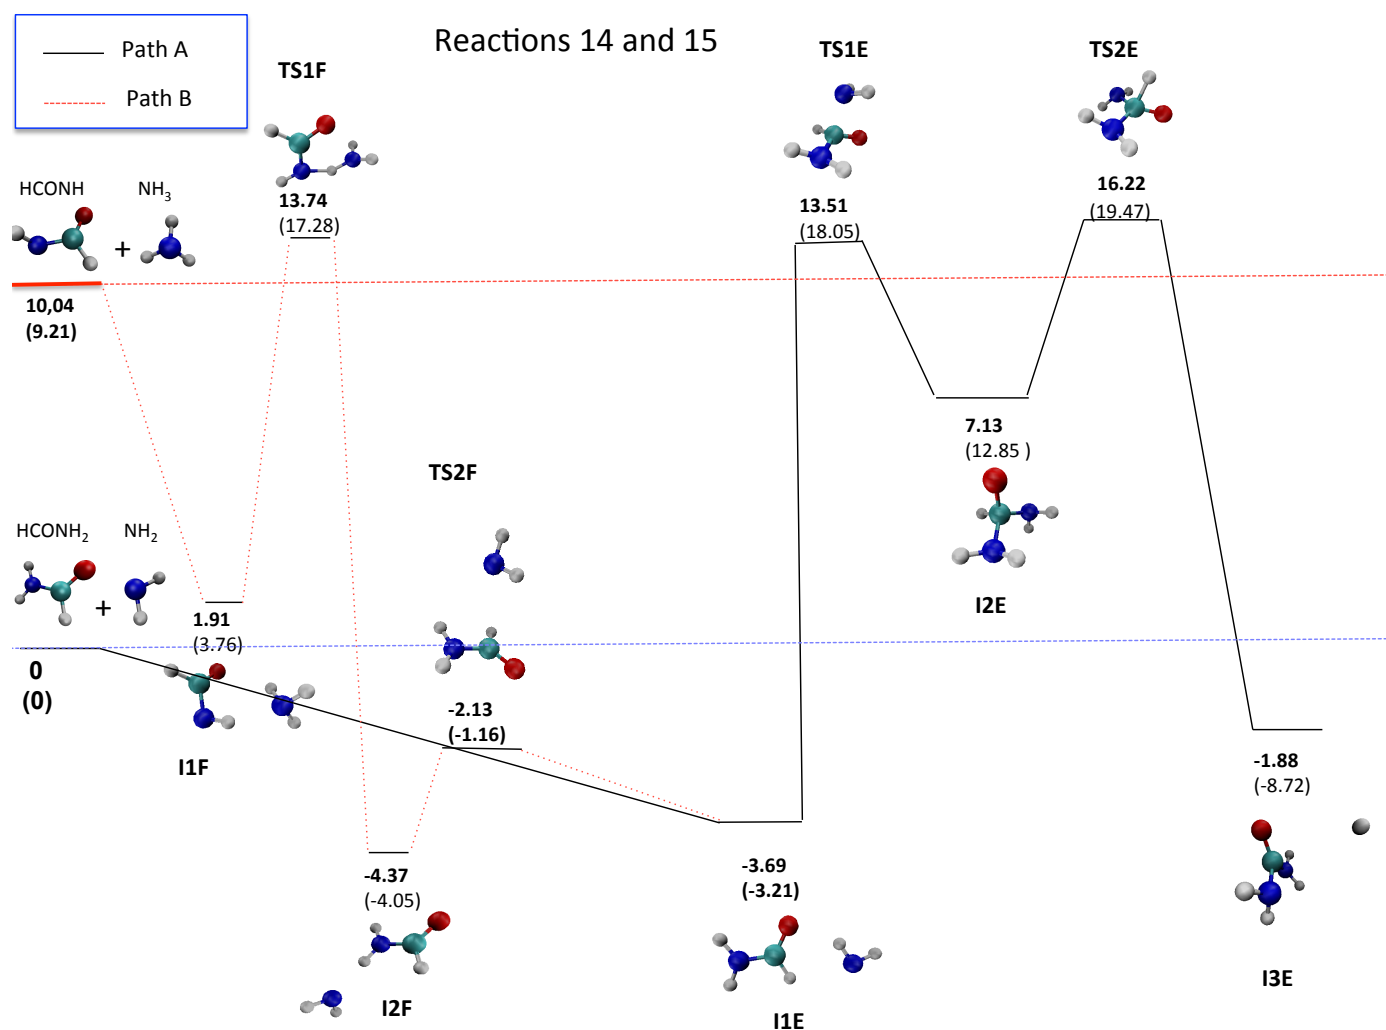 Path A
Path B
Reactions 14 and 15
TS1F
TS1E
TS2E
13.74
(17.28)
13.51
(18.05)
16.22
(19.47)
HCONH
NH3
+
10,04
(9.21)
7.13
(12.85 )
I2E
TS2F
HCONH2
NH2
+
1.91
(3.76)
0
(0)
I1F
-2.13
(-1.16)
-4.37
(-4.05)
I2F
-3.69
(-3.21)
I1E
-1.88
(-8.72)
I3E